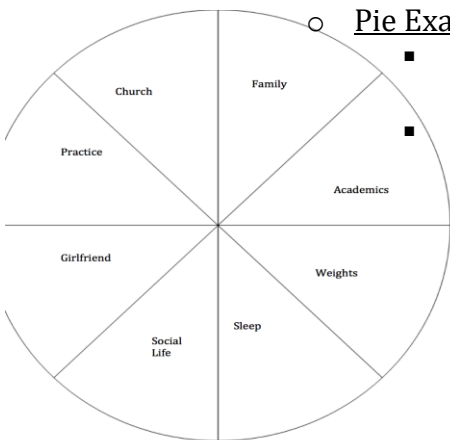 ○ Pie Exa
▪
▪
Church
Family
Practice
Academics
Girlfriend
Weights
Social
Life
Sleep